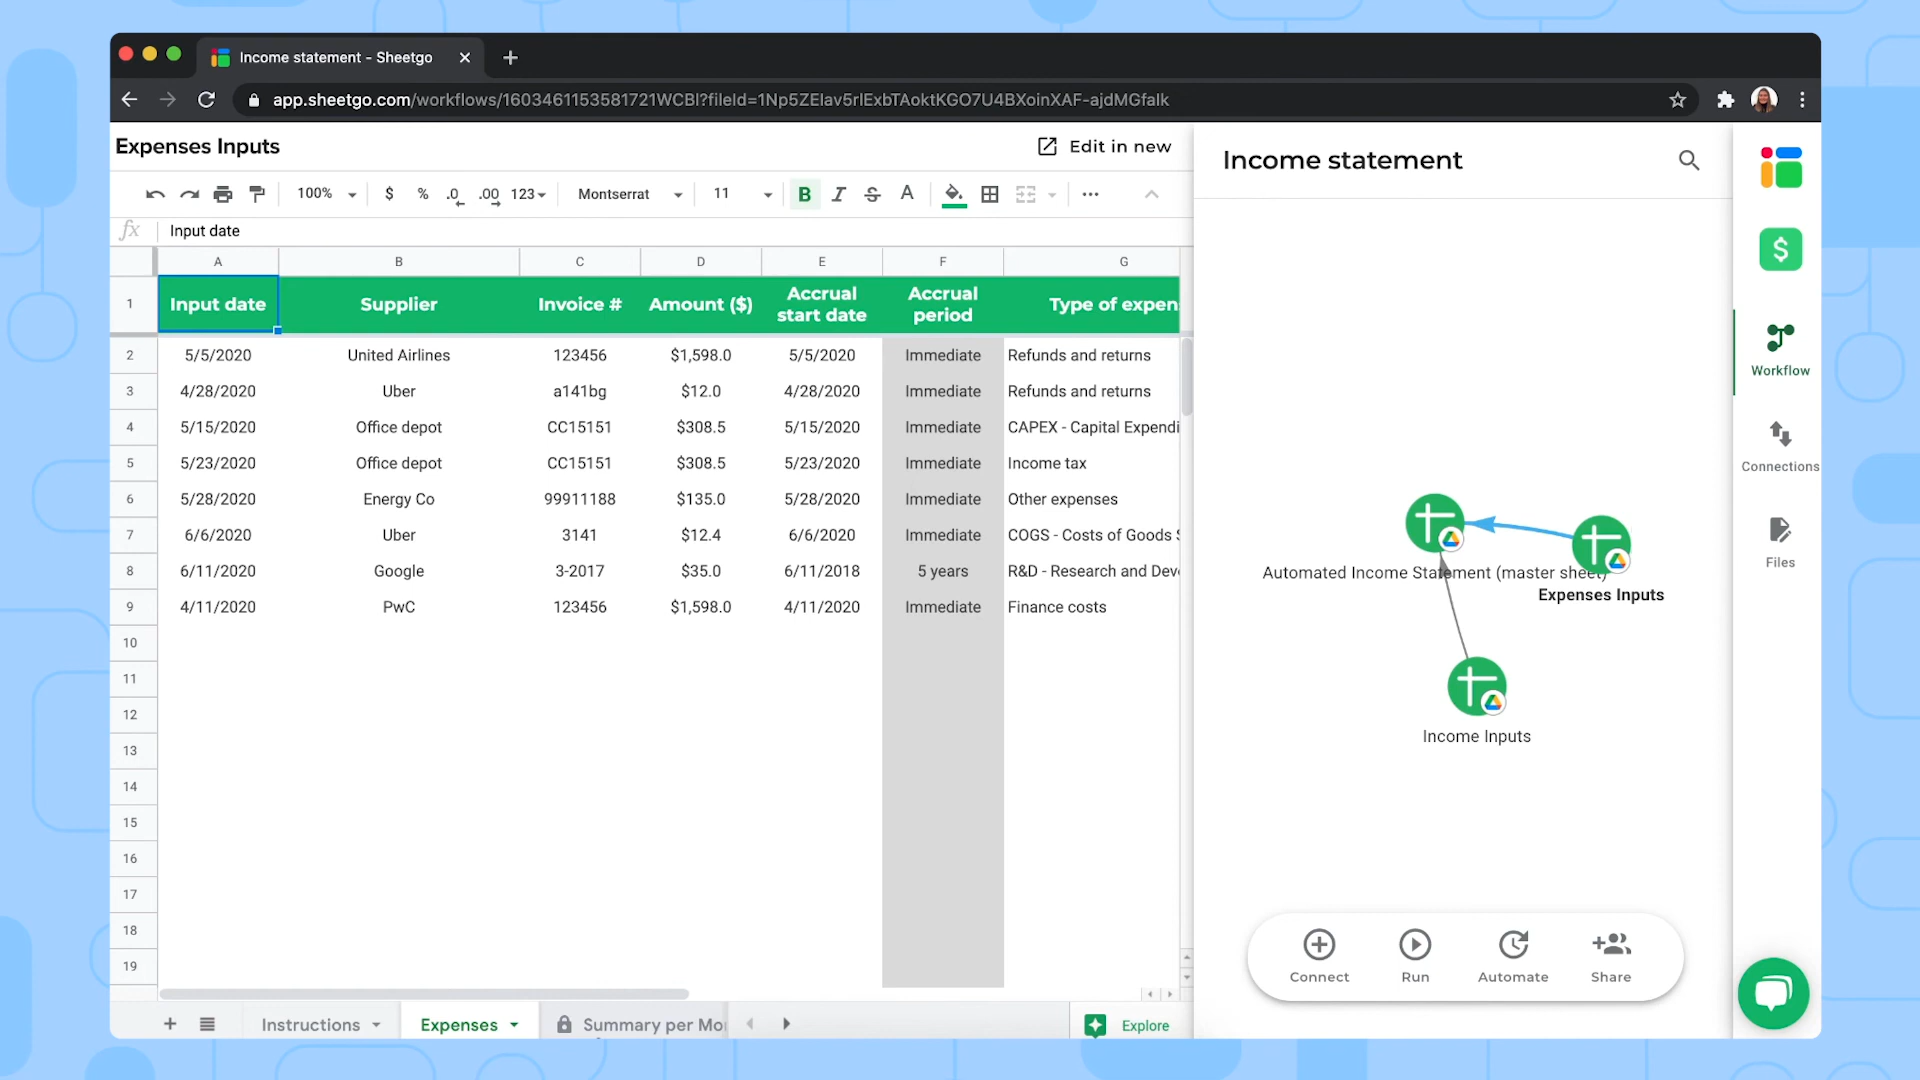 Income statement - Sheetgo
app.sheetgo.com/workflows/1603461153581721WCBI?fileId=1Np5ZEIav5rlExbTAoktKGO7U4BXoinXAF-ajdMGfaIk
Expenses Inputs
Edit in new
100% $ % .0 .00 123 Montserrat 11 B I S A
fx Input date
A B C D E F G
1 Input date Supplier Invoice # Amount ($) Accrual start date Accrual period Type of expen
2 5/5/2020 United Airlines 123456 $1,598.0 5/5/2020 Immediate Refunds and returns
3 4/28/2020 Uber a141bg $12.0 4/28/2020 Immediate Refunds and returns
4 5/15/2020 Office depot CC15151 $308.5 5/15/2020 Immediate CAPEX - Capital Expendi
5 5/23/2020 Office depot CC15151 $308.5 5/23/2020 Immediate Income tax
6 5/28/2020 Energy Co 99911188 $135.0 5/28/2020 Immediate Other expenses
7 6/6/2020 Uber 3141 $12.4 6/6/2020 Immediate COGS - Costs of Goods S
8 6/11/2020 Google 3-2017 $35.0 6/11/2018 5 years R&D - Research and Deve
9 4/11/2020 PwC 123456 $1,598.0 4/11/2020 Immediate Finance costs
10
11
12
13
14
15
16
17
18
19
Instructions
Expenses
Summary per Mo
Explore
Income statement
Automated Income Statement (master sheet)
Expenses Inputs
Income Inputs
Connect
Run
Automate
Share
$
Workflow
Connections
Files